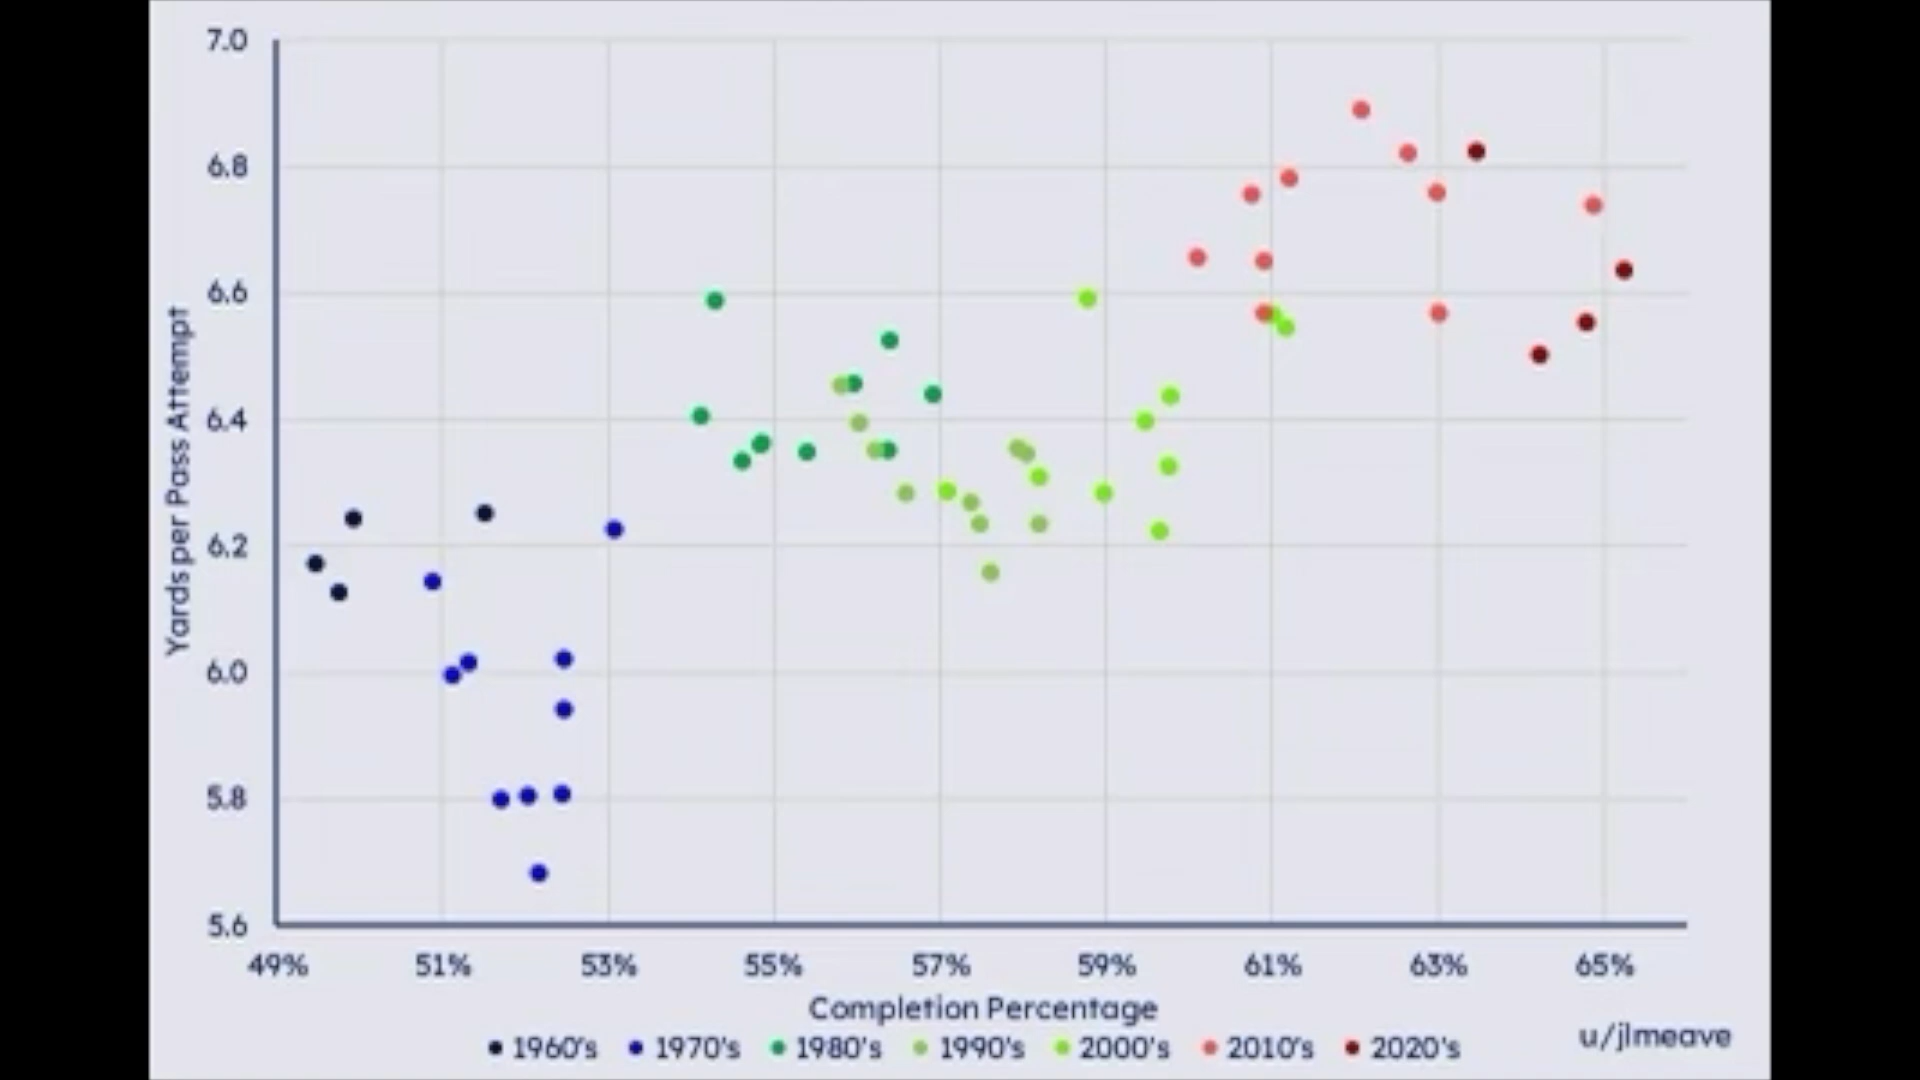 7.0
6.8
6.6
6.4
6.2
6.0
5.8
5.6
Yards per Pass Attempt
49% 51% 53% 55% 57% 59% 61% 63% 65%
Completion Percentage
1960's 1970's 1980's 1990's 2000's 2010's 2020's
u/jlmeave